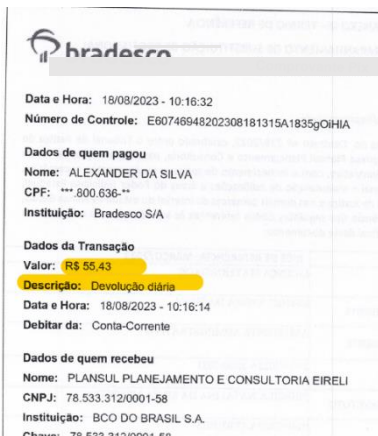 bradesco
Data e Hora: 18/08/2023 - 10:16:32
Número de Controle: E60746948202308181315A1835gOiHIA
Dados de quem pagou
Nome: ALEXANDER DA SILVA
CPF: ***.800.636-**
Instituição: Bradesco S/A
Dados da Transação
Valor: R$ 55,43
Descrição: Devolução diária
Data e Hora: 18/08/2023 - 10:16:14
Debitar da: Conta-Corrente
Dados de quem recebeu
Nome: PLANSUL PLANEJAMENTO E CONSULTORIA EIRELI
CNPJ: 78.533.312/0001-58
Instituição: BCO DO BRASIL S.A.
Chave: 78.533.312/0001-58